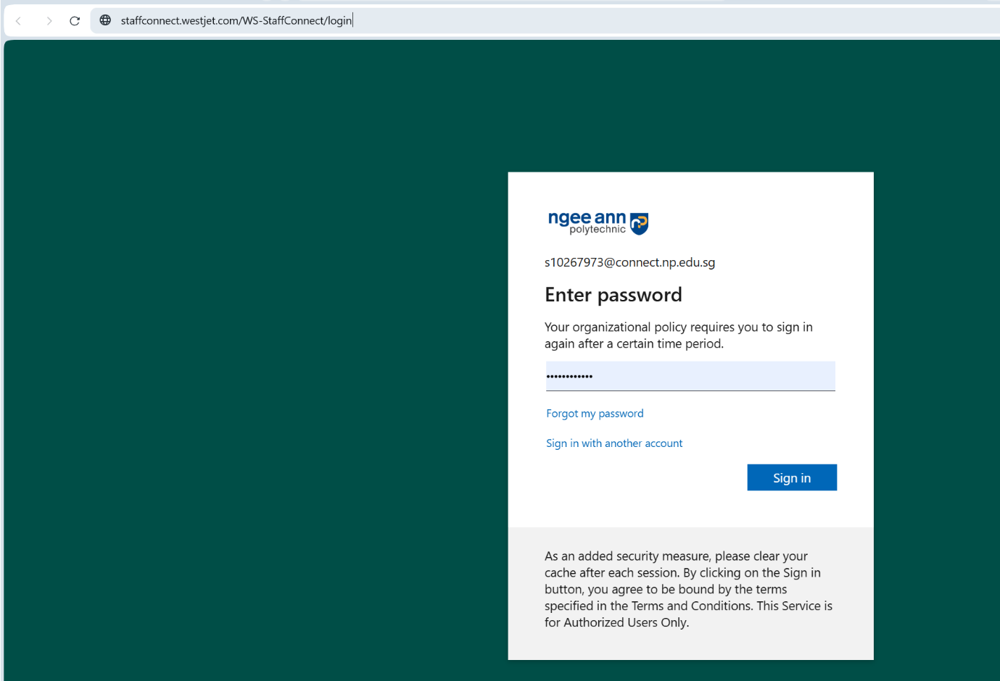 staffconnect.westjet.com/WS-StaffConnect/login
ngee ann
polytechnic
s10267973@connect.np.edu.sg
Enter password
Your organizational policy requires you to sign in
again after a certain time period.
••••••••••••
Forgot my password
Sign in with another account
Sign in
As an added security measure, please clear your
cache after each session. By clicking on the Sign in
button, you agree to be bound by the terms
specified in the Terms and Conditions. This Service is
for Authorized Users Only.